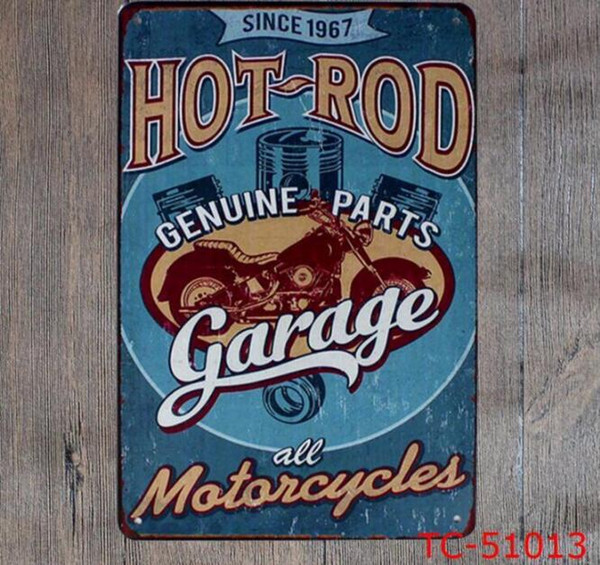 SINCE 1967
HOT-ROD
GENUINE PARTS
Garage
all
Motorcycles
TC-51013